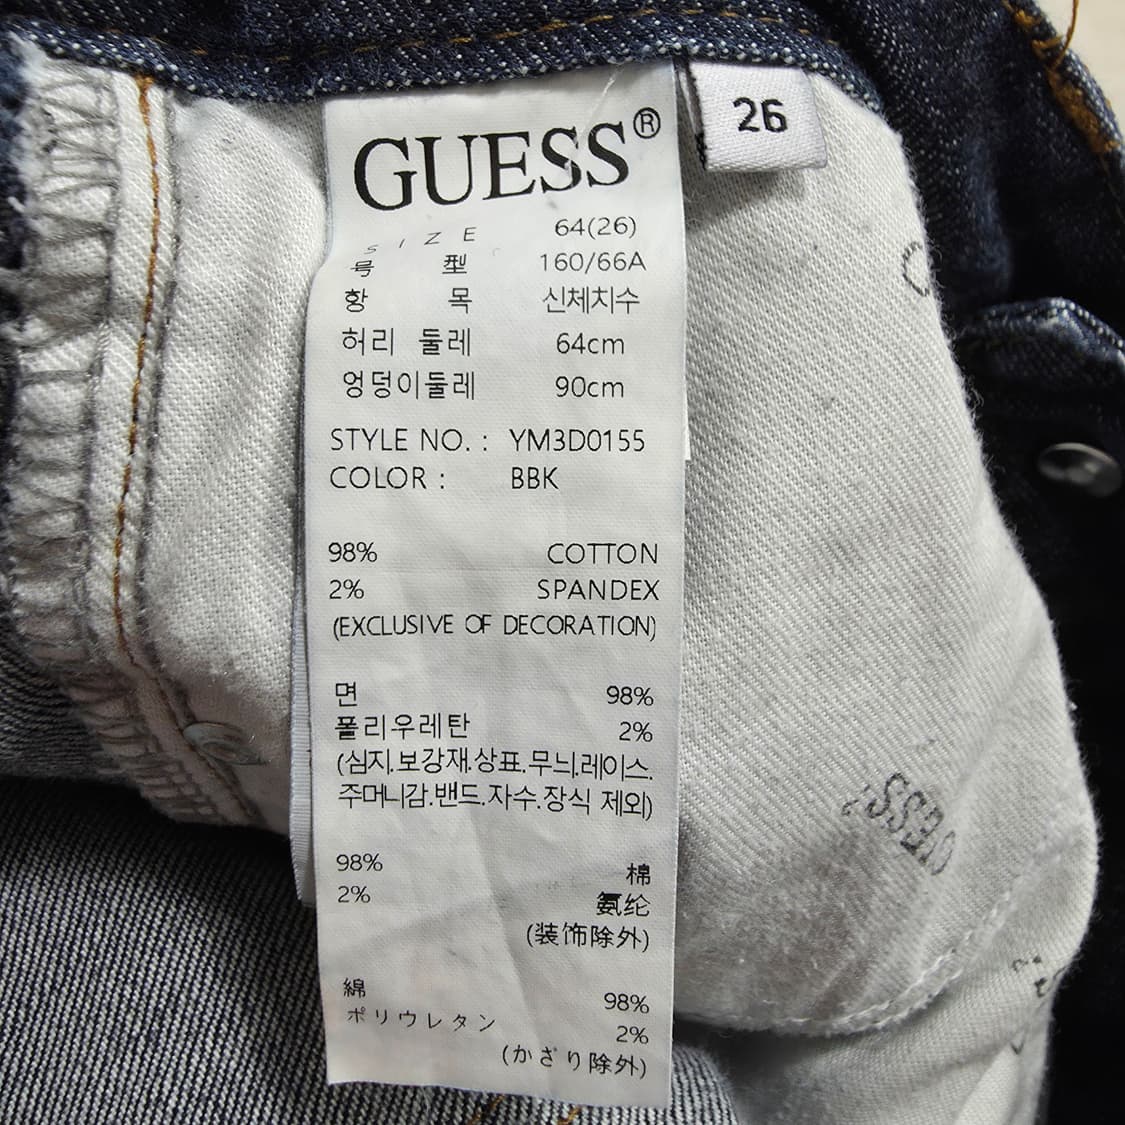 GUESS®
26
SIZE 64(26)
号 型 160/66A
항 목 신체치수
허리 둘레 64cm
엉덩이둘레 90cm
STYLE NO. : YM3D0155
COLOR : BBK
98% COTTON
2% SPANDEX
(EXCLUSIVE OF DECORATION)
면 98%
폴리우레탄 2%
(심지.보강재.상표.무늬.레이스.
주머니감.밴드.자수.장식 제외)
98% 棉
2% 氨纶
(装饰除外)
綿 98%
ポリウレタン 2%
(かざり除外)